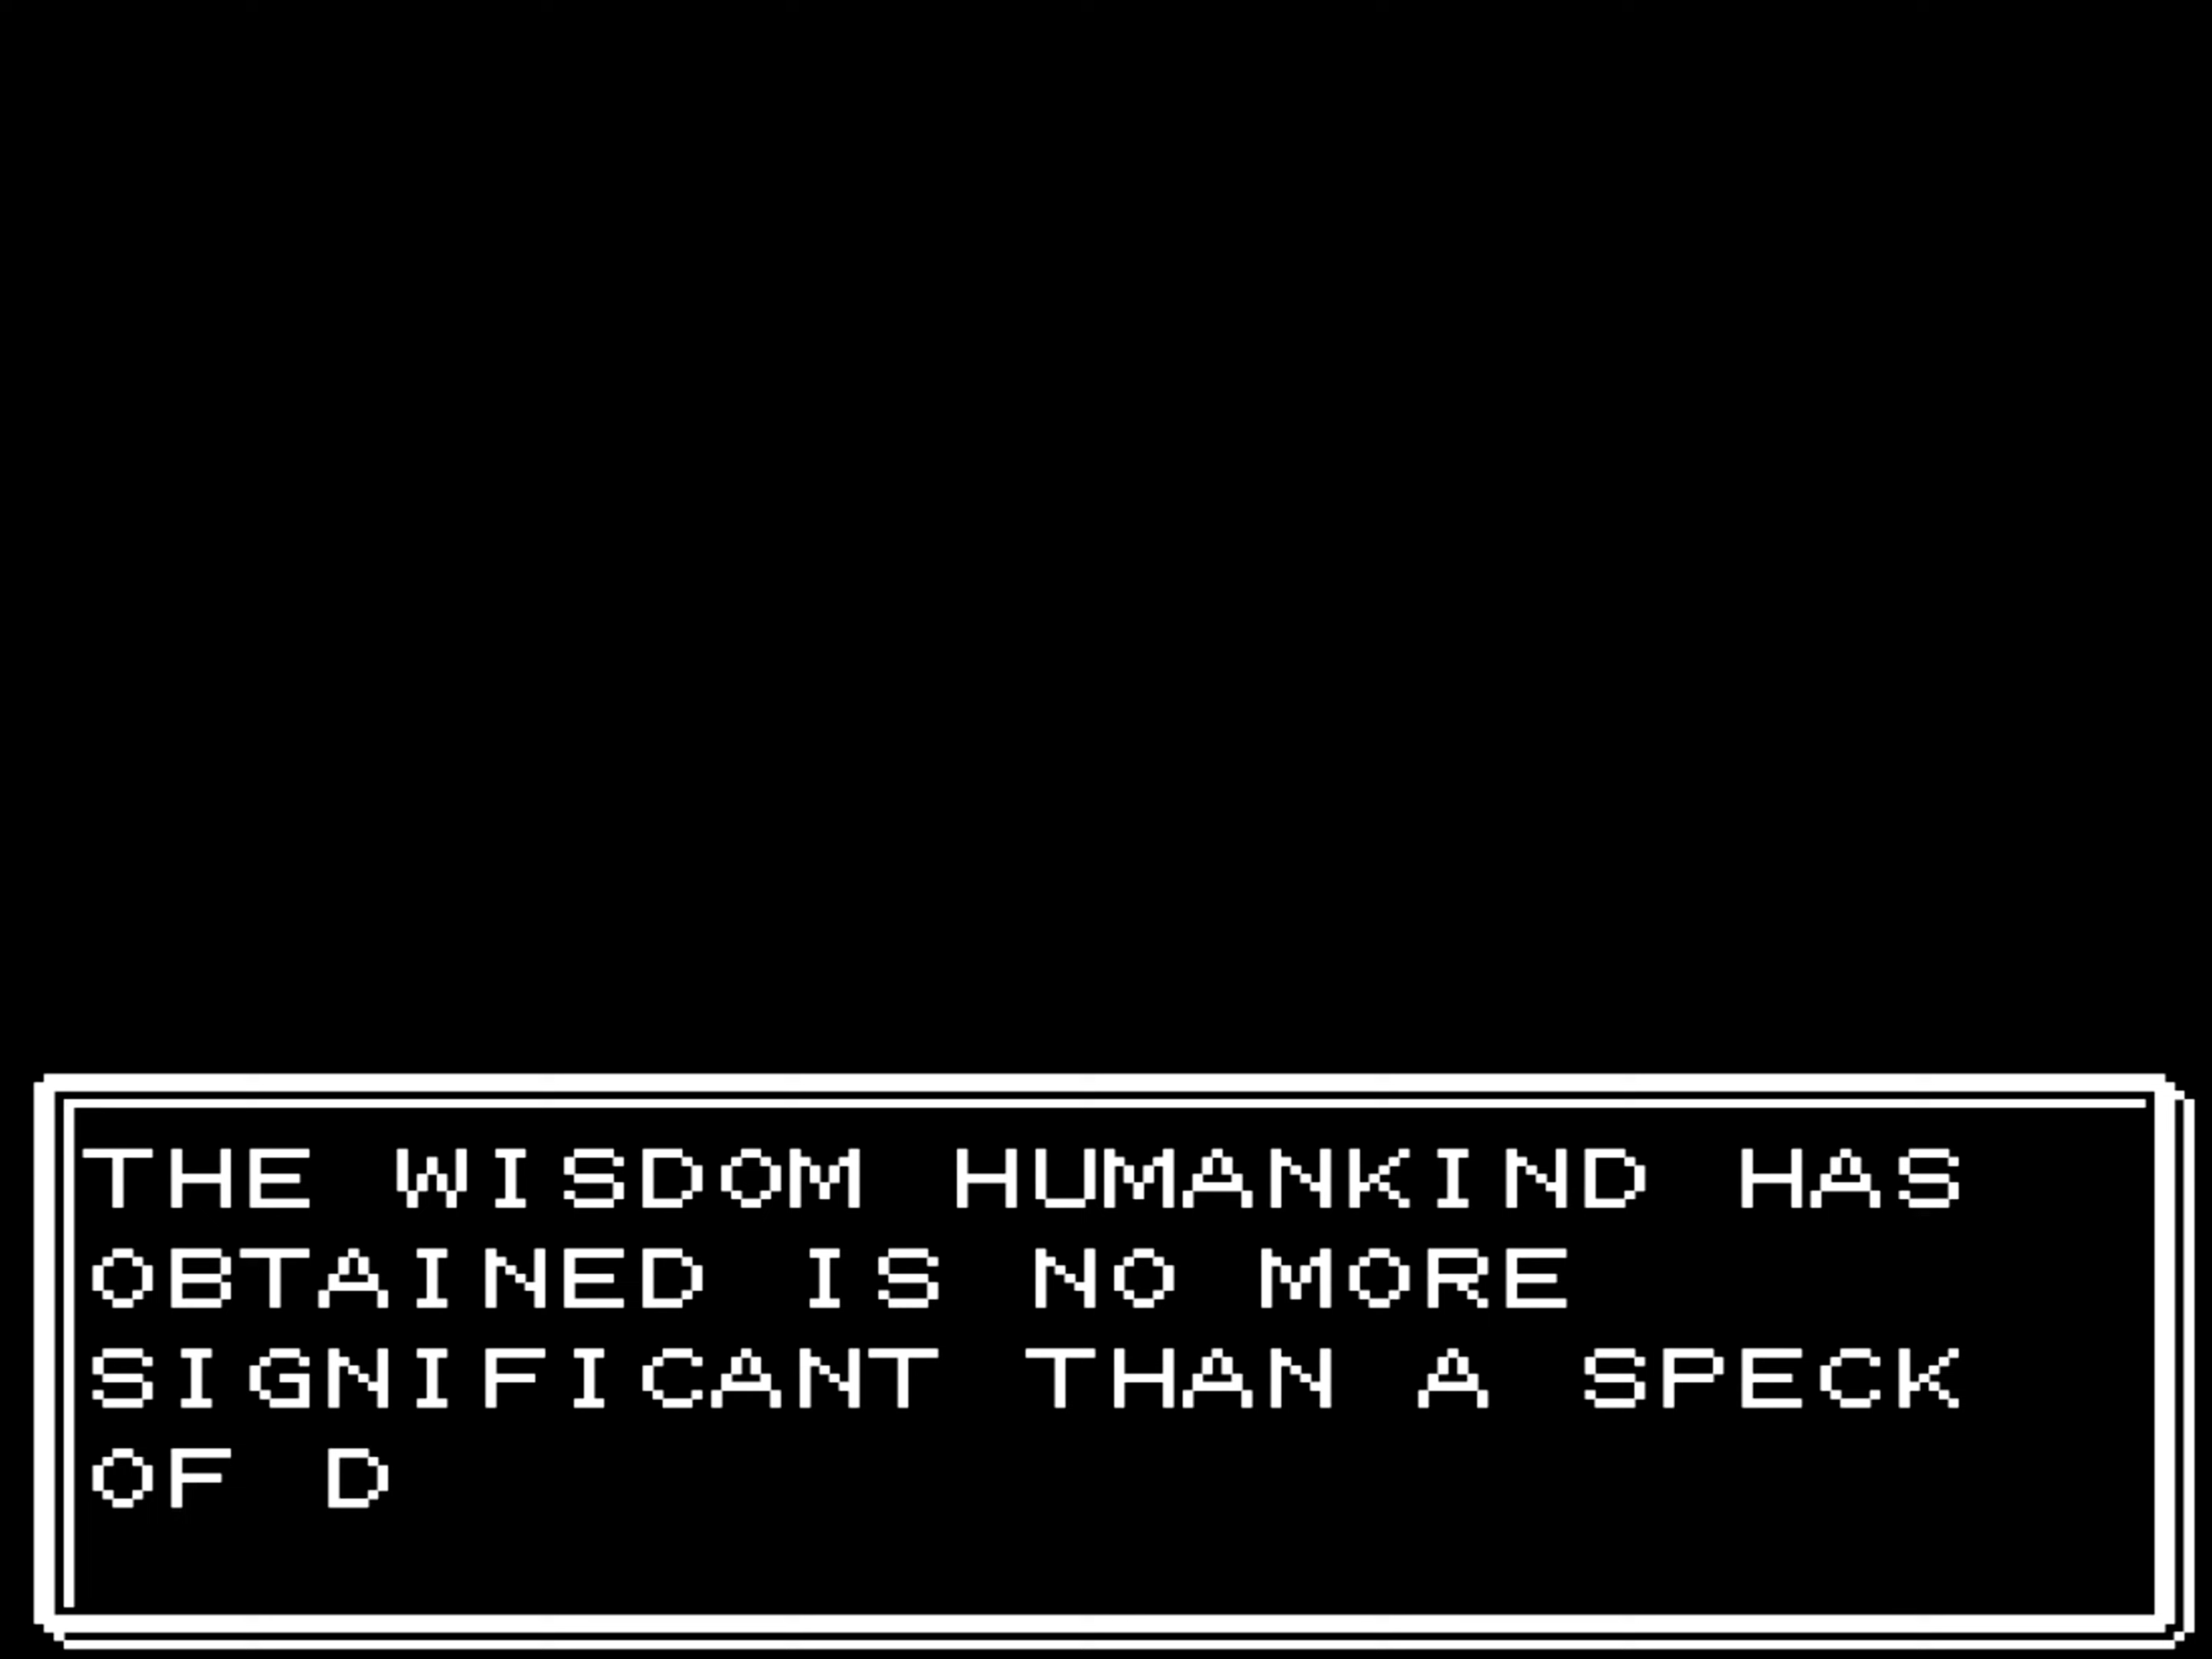 THE WISDOM HUMANKIND HAS
OBTAINED IS NO MORE
SIGNIFICANT THAN A SPECK
OF D